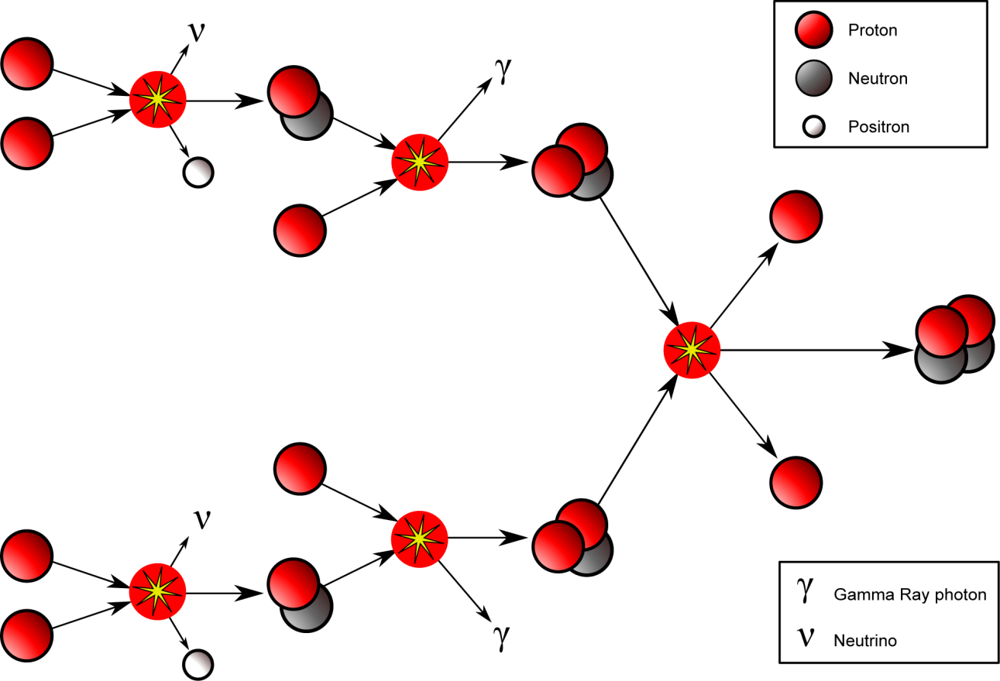 ν
γ
Proton
Neutron
Positron
ν
γ
γ Gamma Ray photon
ν Neutrino